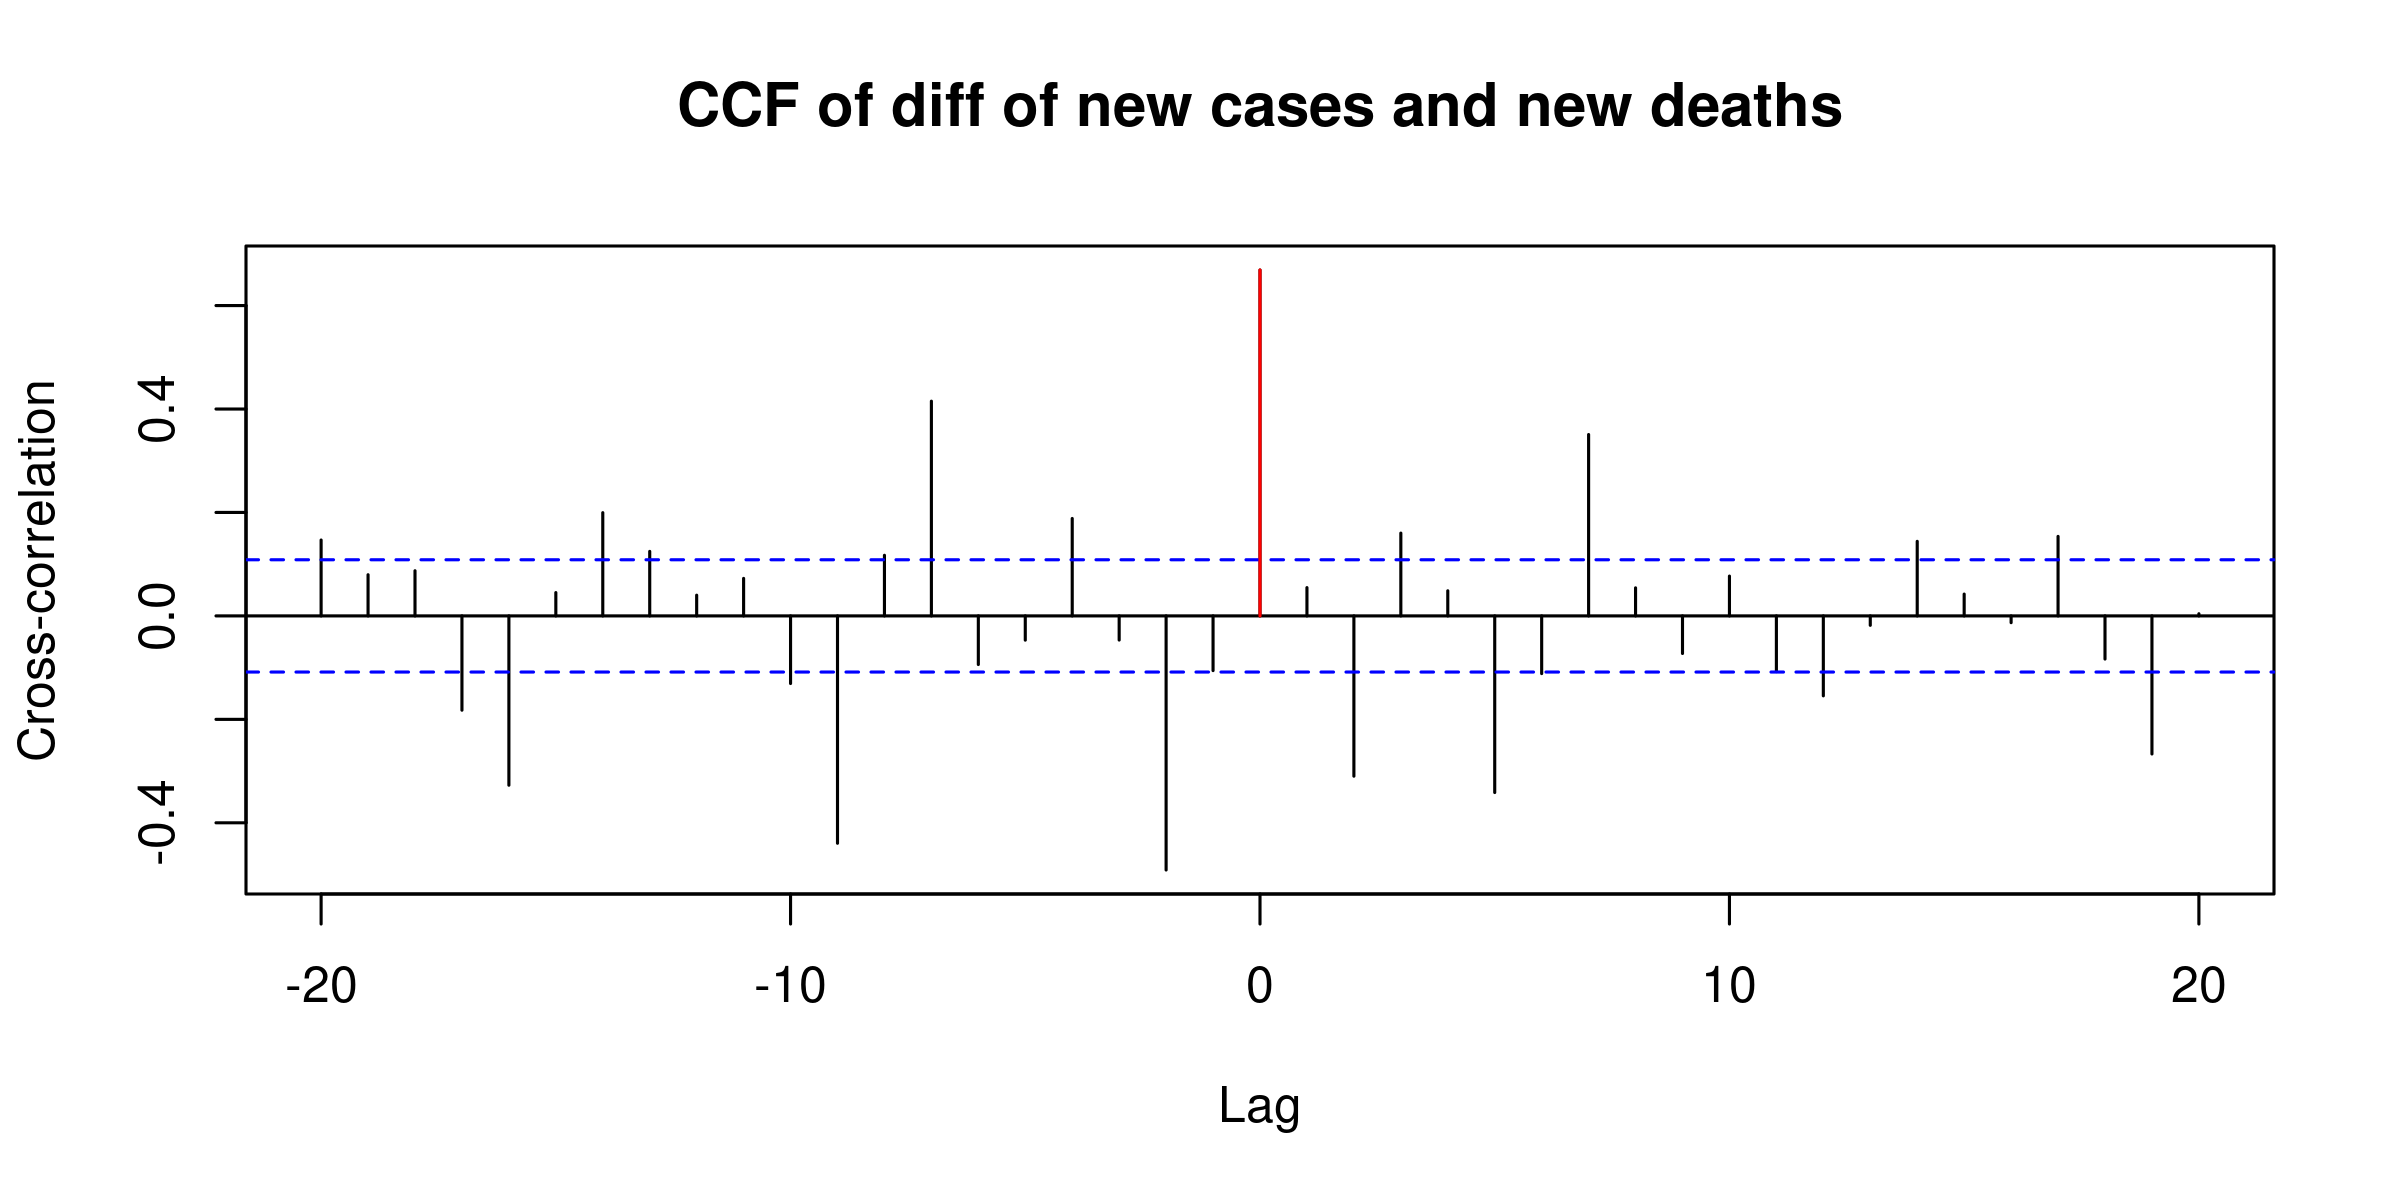 CCF of diff of new cases and new deaths
Cross-correlation
0.4
0.0
-0.4
-20 -10 0 10 20
Lag